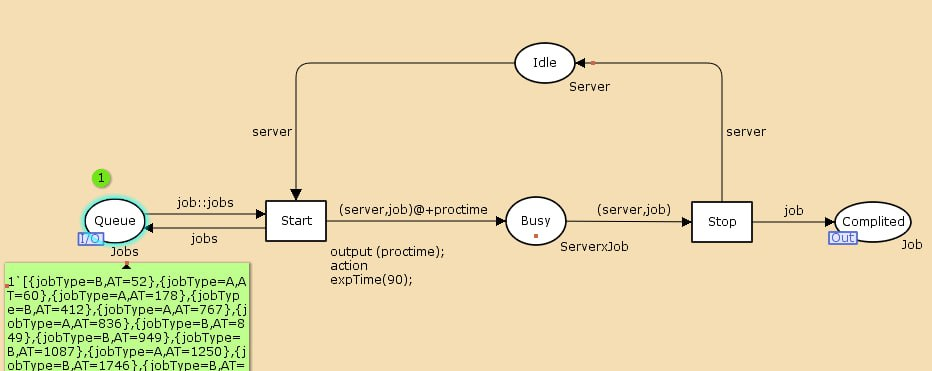 Idle
Server
server
server
1
job::jobs
(server,job)@+proctime
(server,job)
job
Queue
Start
Busy
Stop
Complited
I/O
jobs
Out
Jobs
output (proctime);
action
expTime(90);
ServerxJob
Job
1`[{jobType=B,AT=52},{jobType=A,A
T=60},{jobType=A,AT=178},{jobTyp
e=B,AT=412},{jobType=A,AT=767},{j
obType=A,AT=836},{jobType=B,AT=8
49},{jobType=B,AT=949},{jobType=
B,AT=1087},{jobType=A,AT=1250},{j
obType=B,AT=1746},{jobType=B,AT=